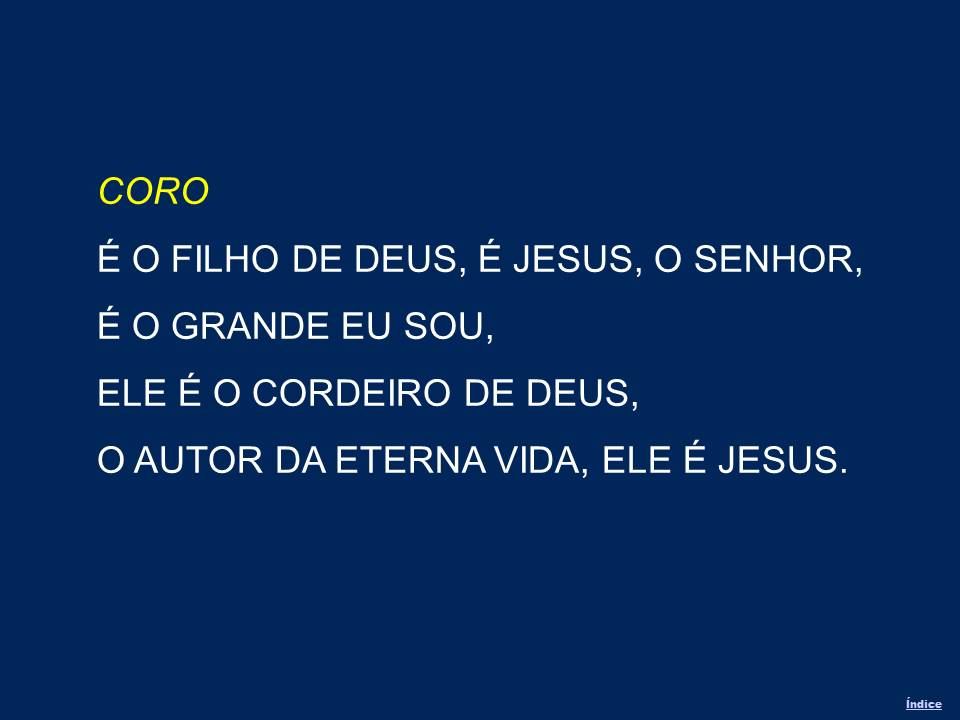 CORO
É O FILHO DE DEUS, É JESUS, O SENHOR,
É O GRANDE EU SOU,
ELE É O CORDEIRO DE DEUS,
O AUTOR DA ETERNA VIDA, ELE É JESUS.
Índice